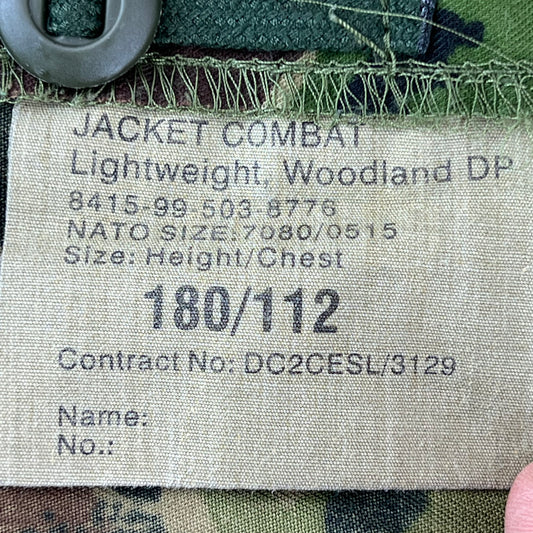 JACKET COMBAT
Lightweight, Woodland DP
8415-99-503-8776
NATO SIZE:7080/0515
Size: Height/Chest
180/112
Contract No: DC2CESL/3129
Name:
No.: